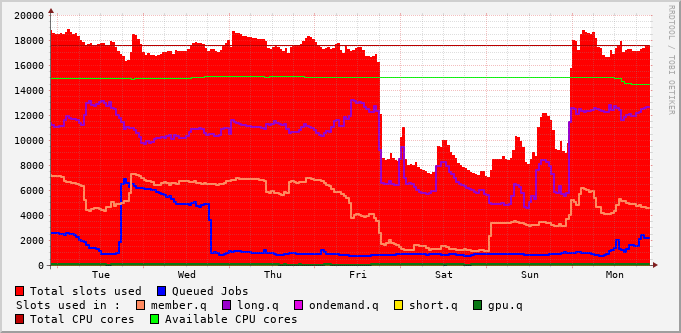 20000
18000
16000
14000
12000
10000
8000
6000
4000
2000
0
Tue Wed Thu Fri Sat Sun Mon
RRDTOOL / TOBI OETIKER
Total slots used Queued Jobs
Slots used in : member.q long.q ondemand.q short.q gpu.q
Total CPU cores Available CPU cores